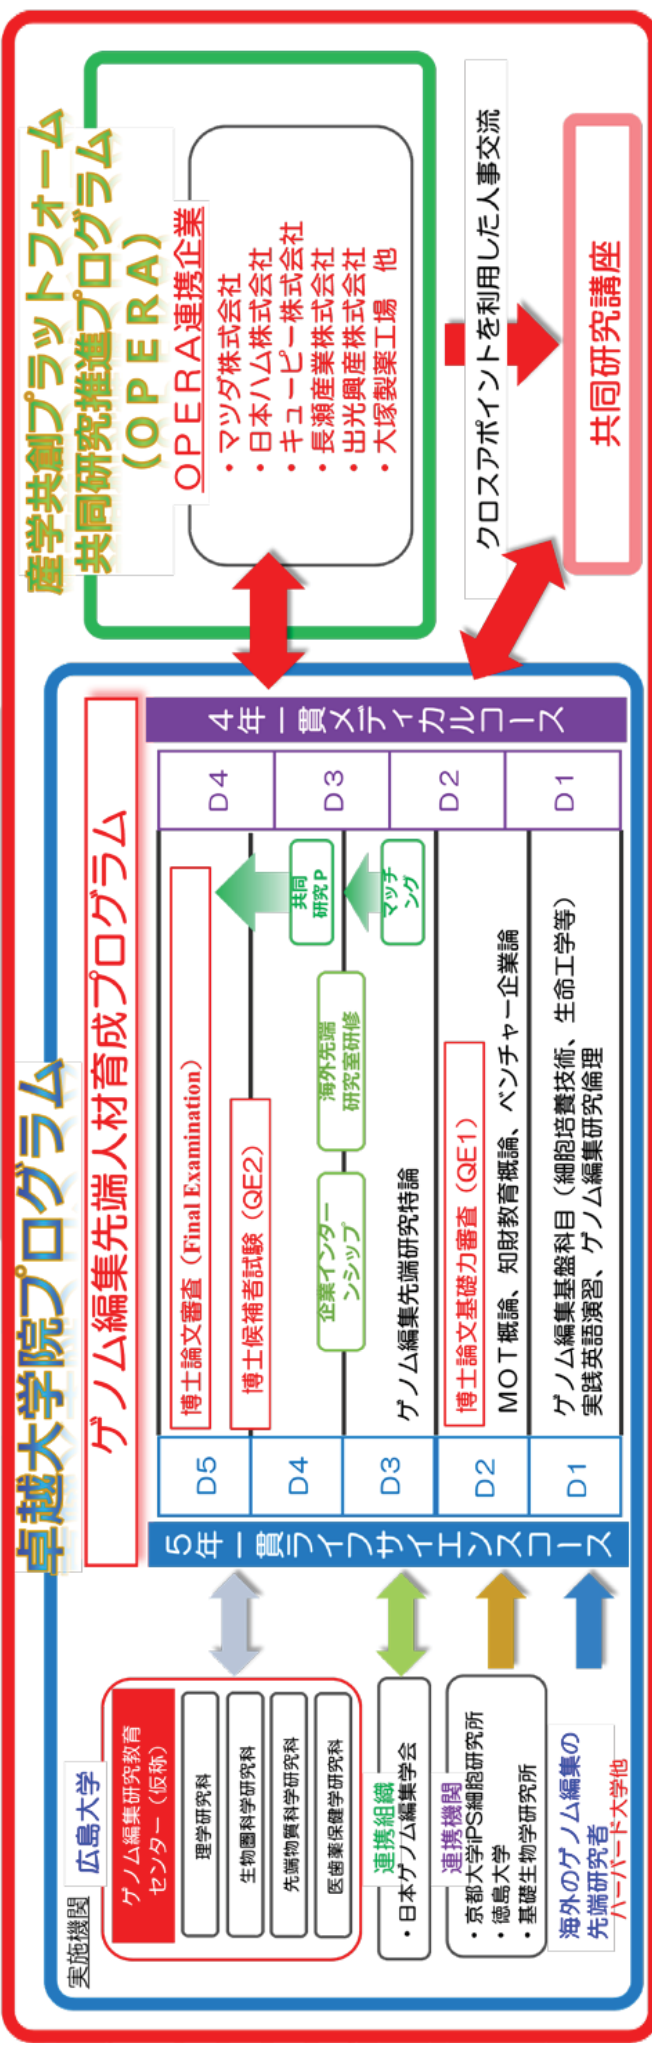 卓越大学院プログラム
ゲノム編集先端人材育成プログラム
実施機関
広島大学
ゲノム編集研究教育
センター（仮称）
理学研究科
生物圏科学研究科
先端物質科学研究科
医歯薬保健学研究科
連携組織
・日本ゲノム編集学会
連携機関
・京都大学iPS細胞研究所
・徳島大学
・基礎生物学研究所
海外のゲノム編集の
先端研究者
ハーバード大学他
5年一貫ライフサイエンスコース
D5
D4
D3
D2
D1
博士論文審査（Final Examination）
博士候補者試験（QE2）
企業インター
ンシップ
海外先端
研究室研修
共同
研究P
マッチ
ング
ゲノム編集先端研究特論
博士論文基礎力審査（QE1）
MOT概論、知財教育概論、ベンチャー企業論
ゲノム編集基盤科目（細胞培養技術、生命工学等）
実践英語演習、ゲノム編集研究倫理
D4
D3
D2
D1
4年一貫メディカルコース
産学共創プラットフォーム
共同研究推進プログラム
（OPERA）
OPERA連携企業
・マツダ株式会社
・日本ハム株式会社
・キューピー株式会社
・長瀬産業株式会社
・出光興産株式会社
・大塚製薬工場　他
クロスアポイントを利用した人事交流
共同研究講座